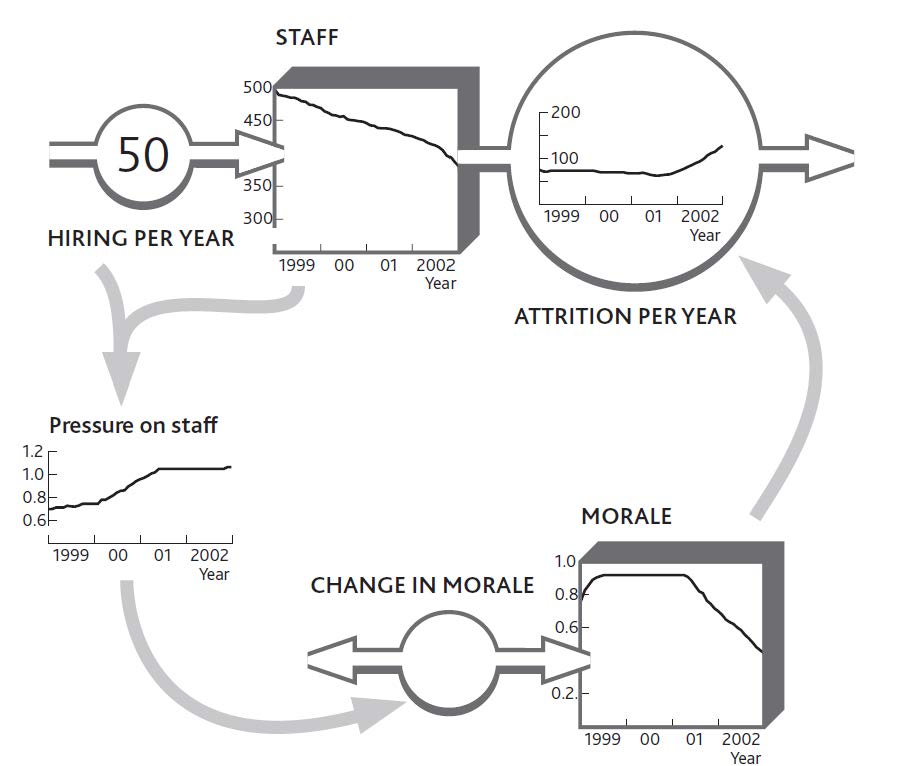 STAFF
500
450
350
300
1999 00 01 2002
Year
50
HIRING PER YEAR
200
100
1999 00 01 2002
Year
ATTRITION PER YEAR
Pressure on staff
1.2
1.0
0.8
0.6
1999 00 01 2002
Year
MORALE
1.0
0.8
0.6
0.2
1999 00 01 2002
Year
CHANGE IN MORALE